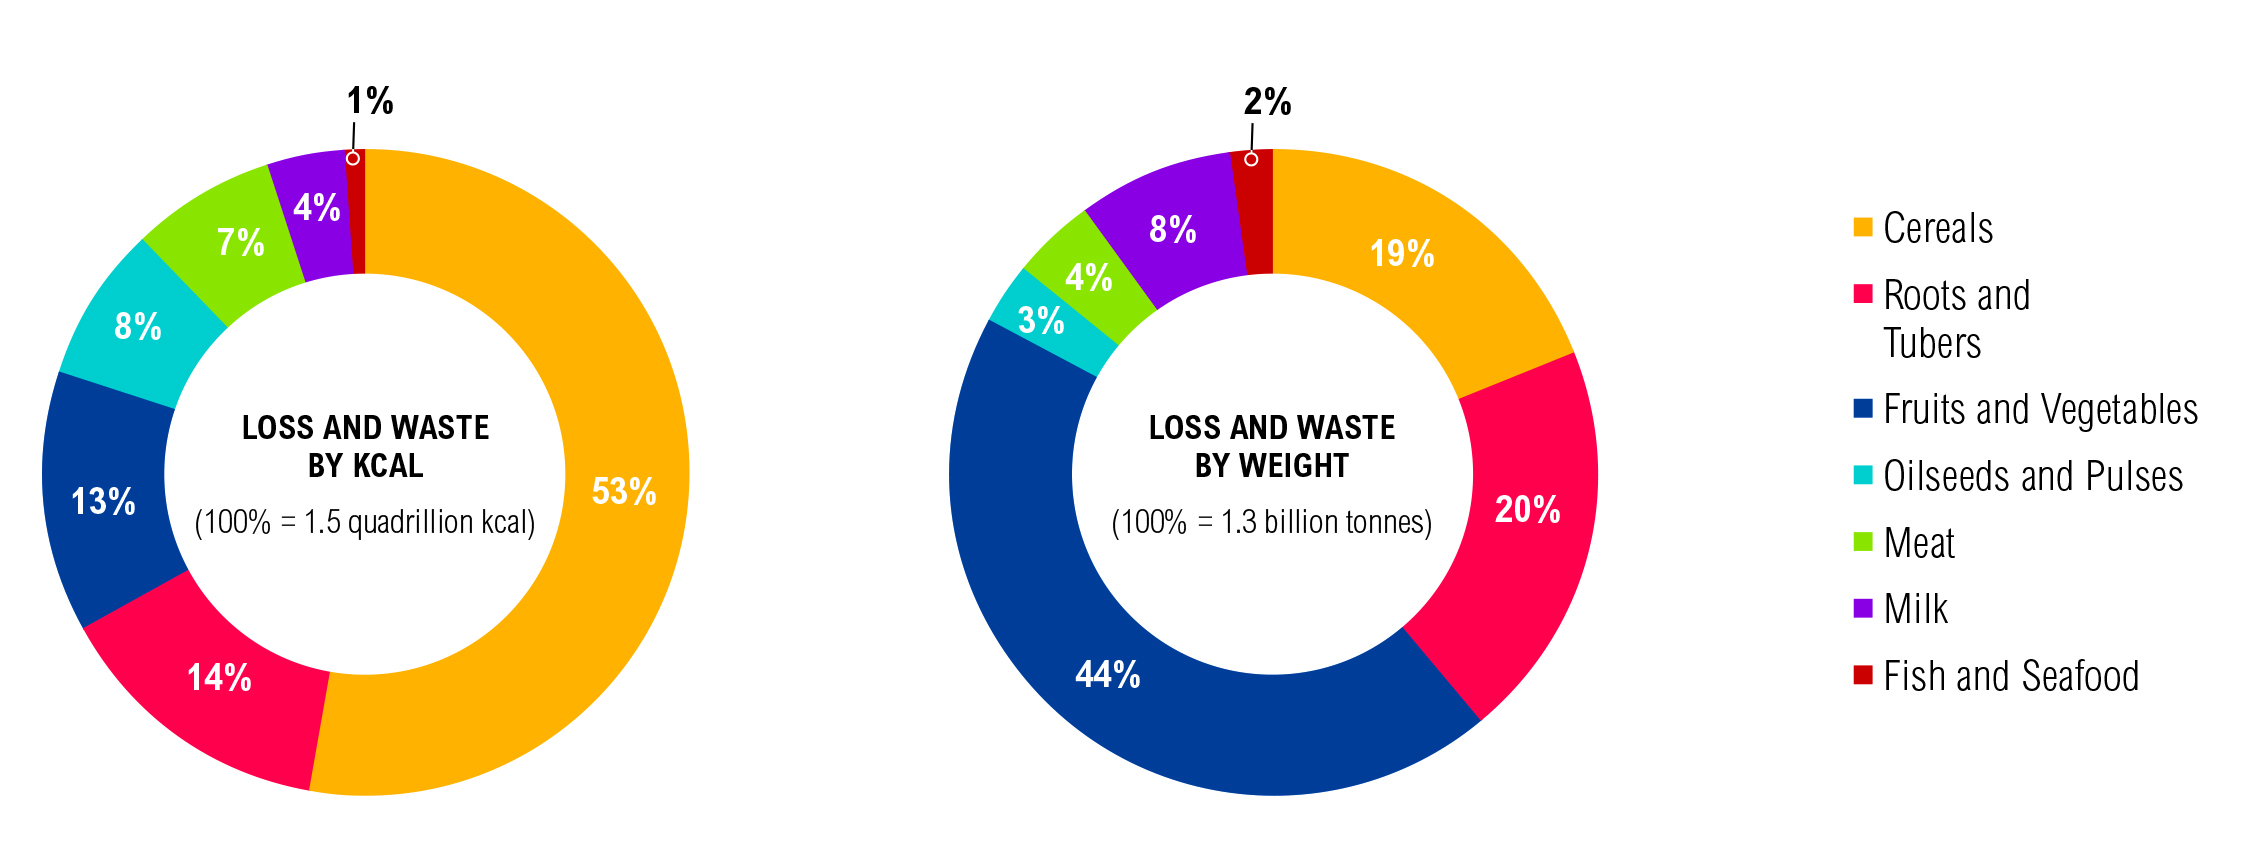 1%
4%
7%
8%
13%
14%
53%
LOSS AND WASTE
BY KCAL
(100% = 1.5 quadrillion kcal)
2%
8%
4%
3%
44%
20%
19%
LOSS AND WASTE
BY WEIGHT
(100% = 1.3 billion tonnes)
Cereals
Roots and
Tubers
Fruits and Vegetables
Oilseeds and Pulses
Meat
Milk
Fish and Seafood